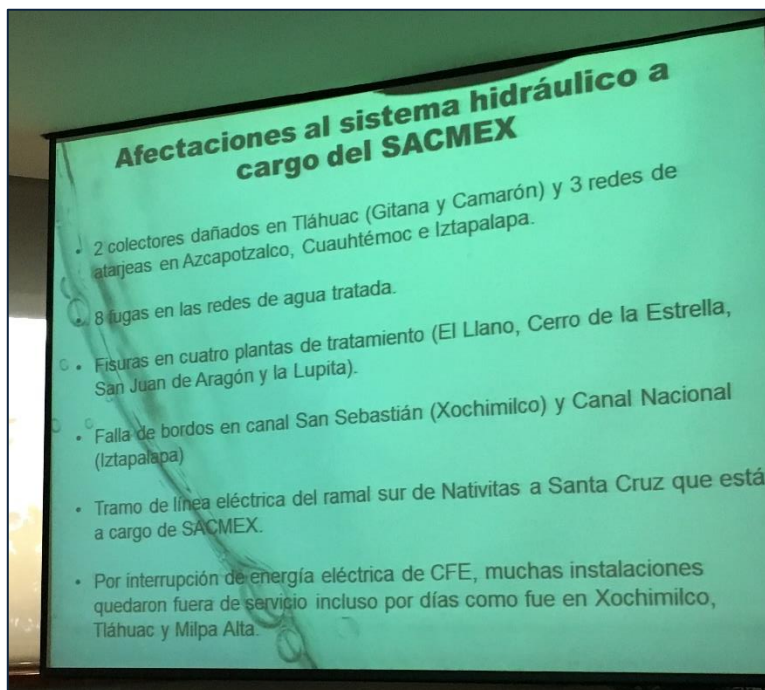 Afectaciones al sistema hidráulico a
cargo del SACMEX
• 2 colectores dañados en Tláhuac (Gitana y Camarón) y 3 redes de
atarjeas en Azcapotzalco, Cuauhtémoc e Iztapalapa.
• 8 fugas en las redes de agua tratada.
• Fisuras en cuatro plantas de tratamiento (El Llano, Cerro de la Estrella,
San Juan de Aragón y la Lupita).
• Falla de bordos en canal San Sebastián (Xochimilco) y Canal Nacional
(Iztapalapa)
• Tramo de línea eléctrica del ramal sur de Nativitas a Santa Cruz que está
a cargo de SACMEX.
• Por interrupción de energía eléctrica de CFE, muchas instalaciones
quedaron fuera de servicio incluso por días como fue en Xochimilco,
Tláhuac y Milpa Alta.